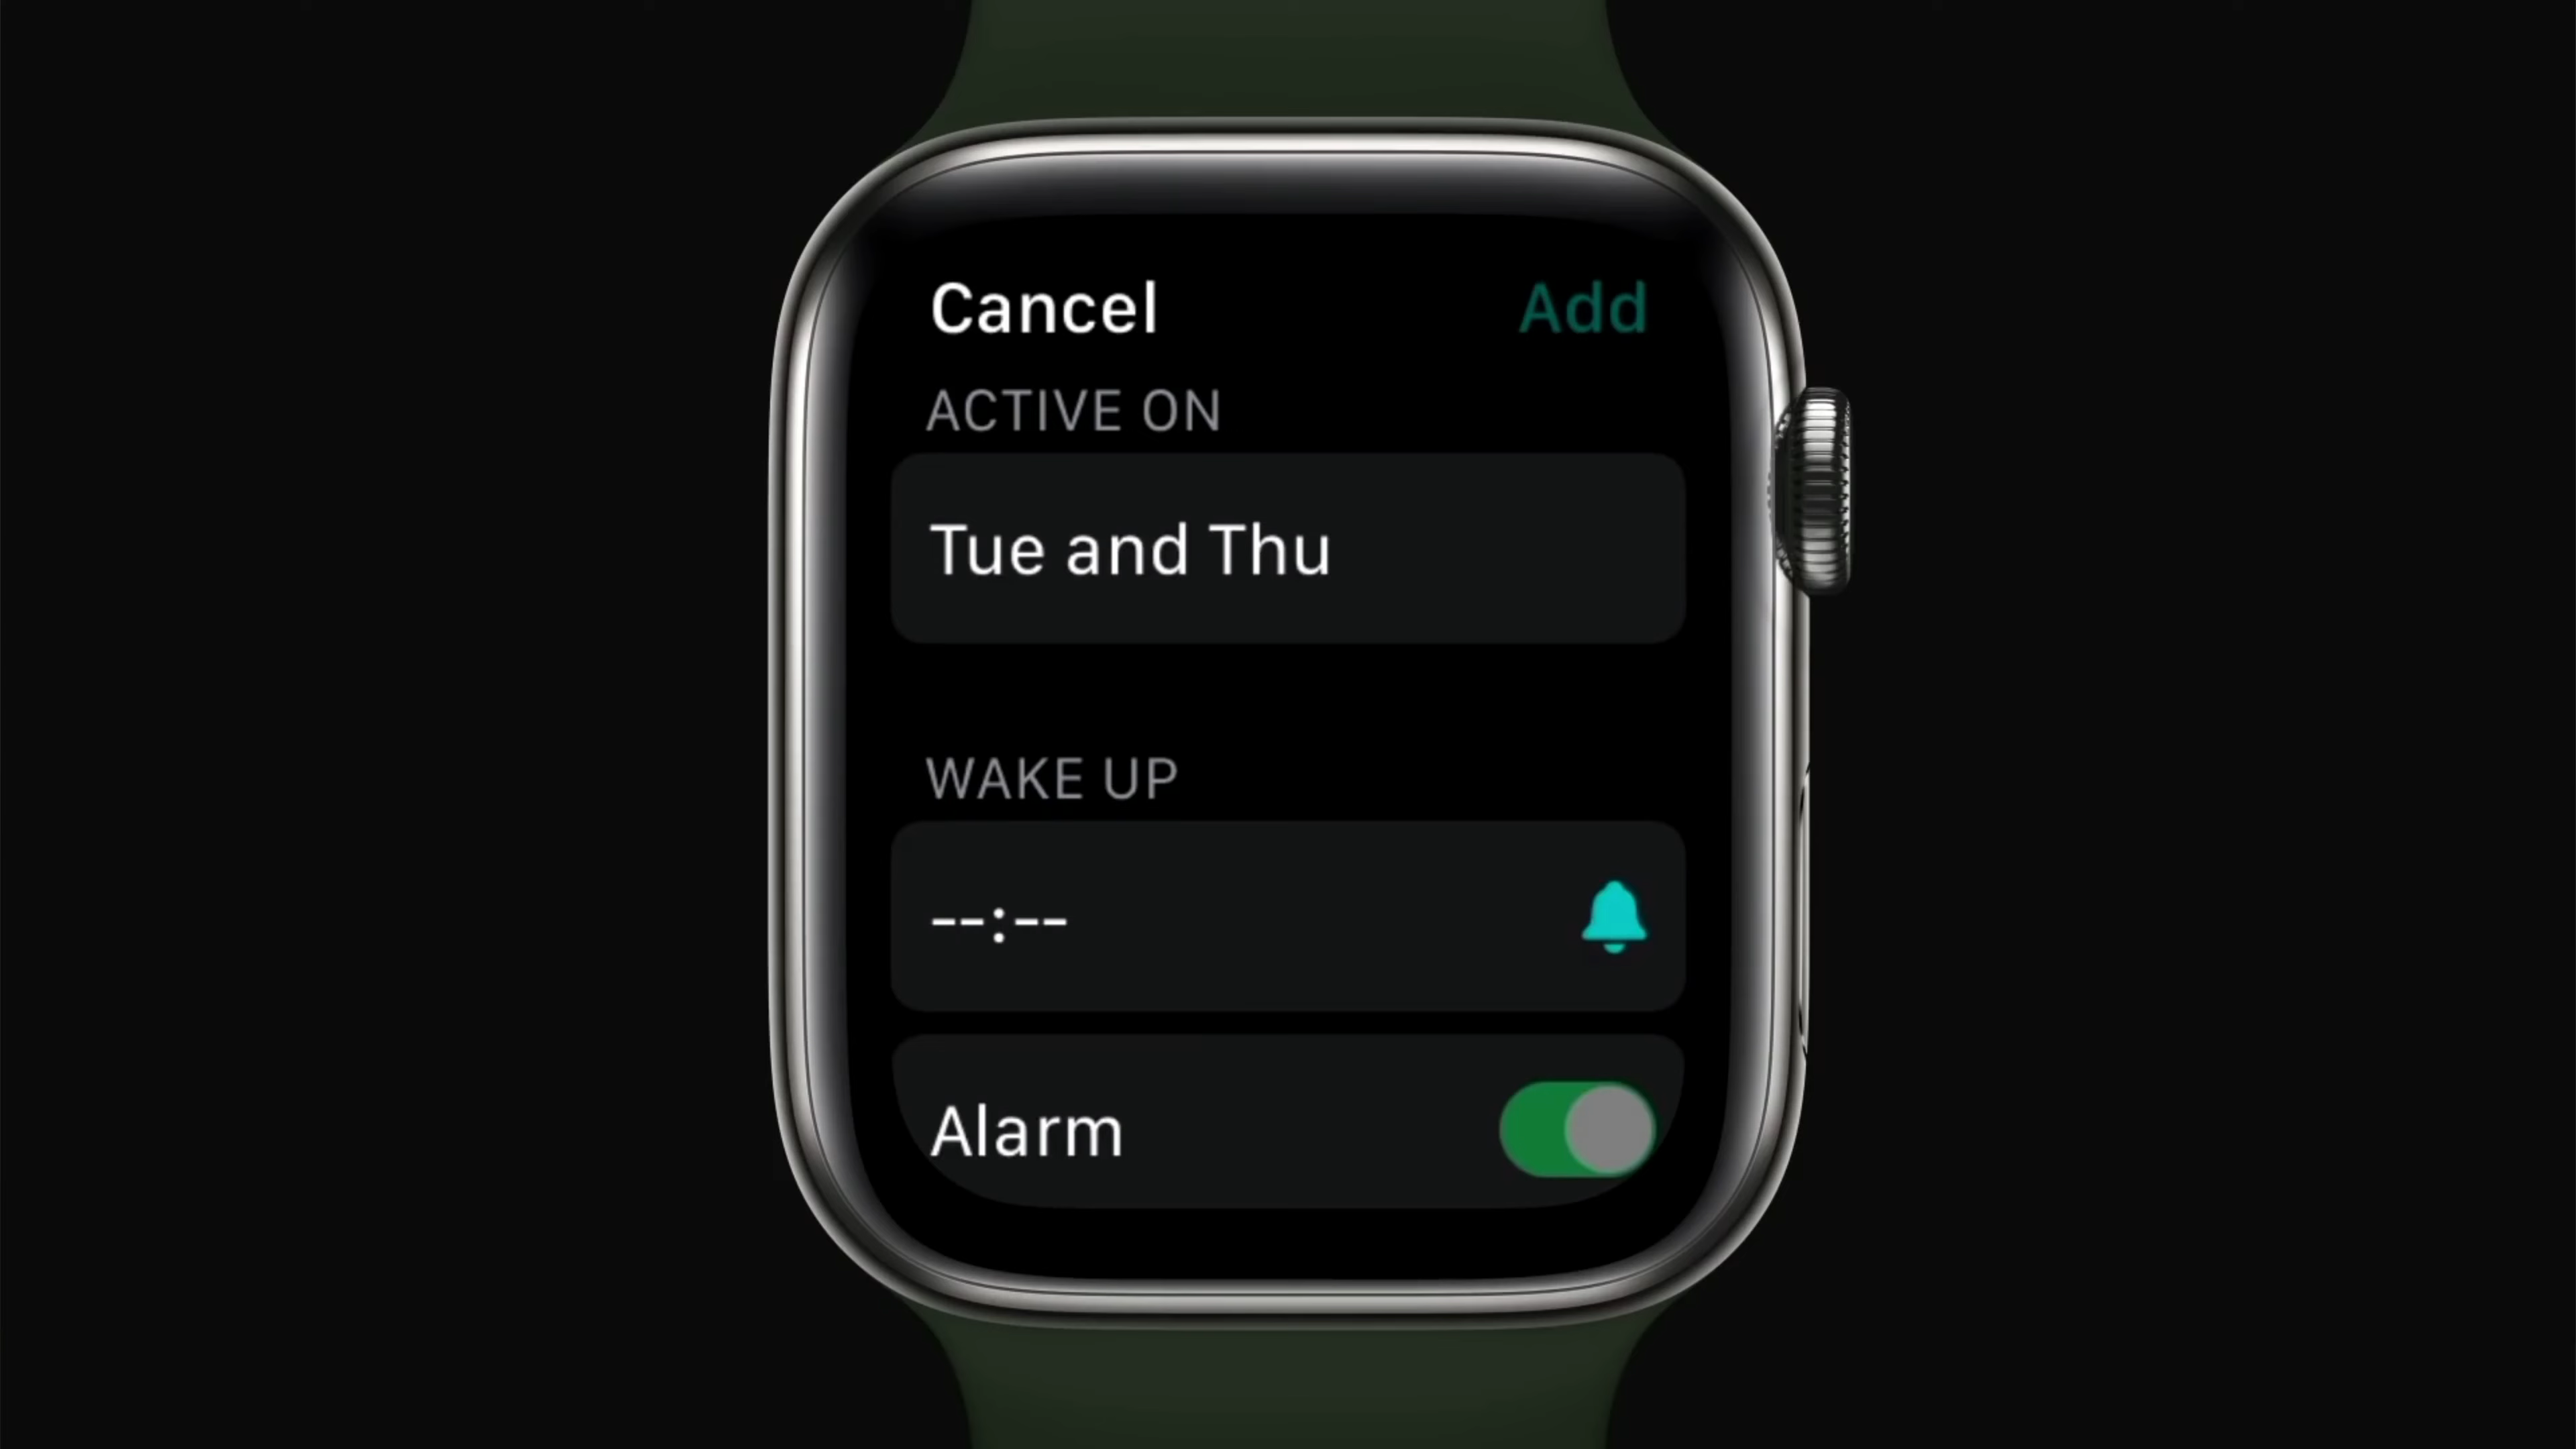 Cancel
Add
ACTIVE ON
Tue and Thu
WAKE UP
--:--
Alarm